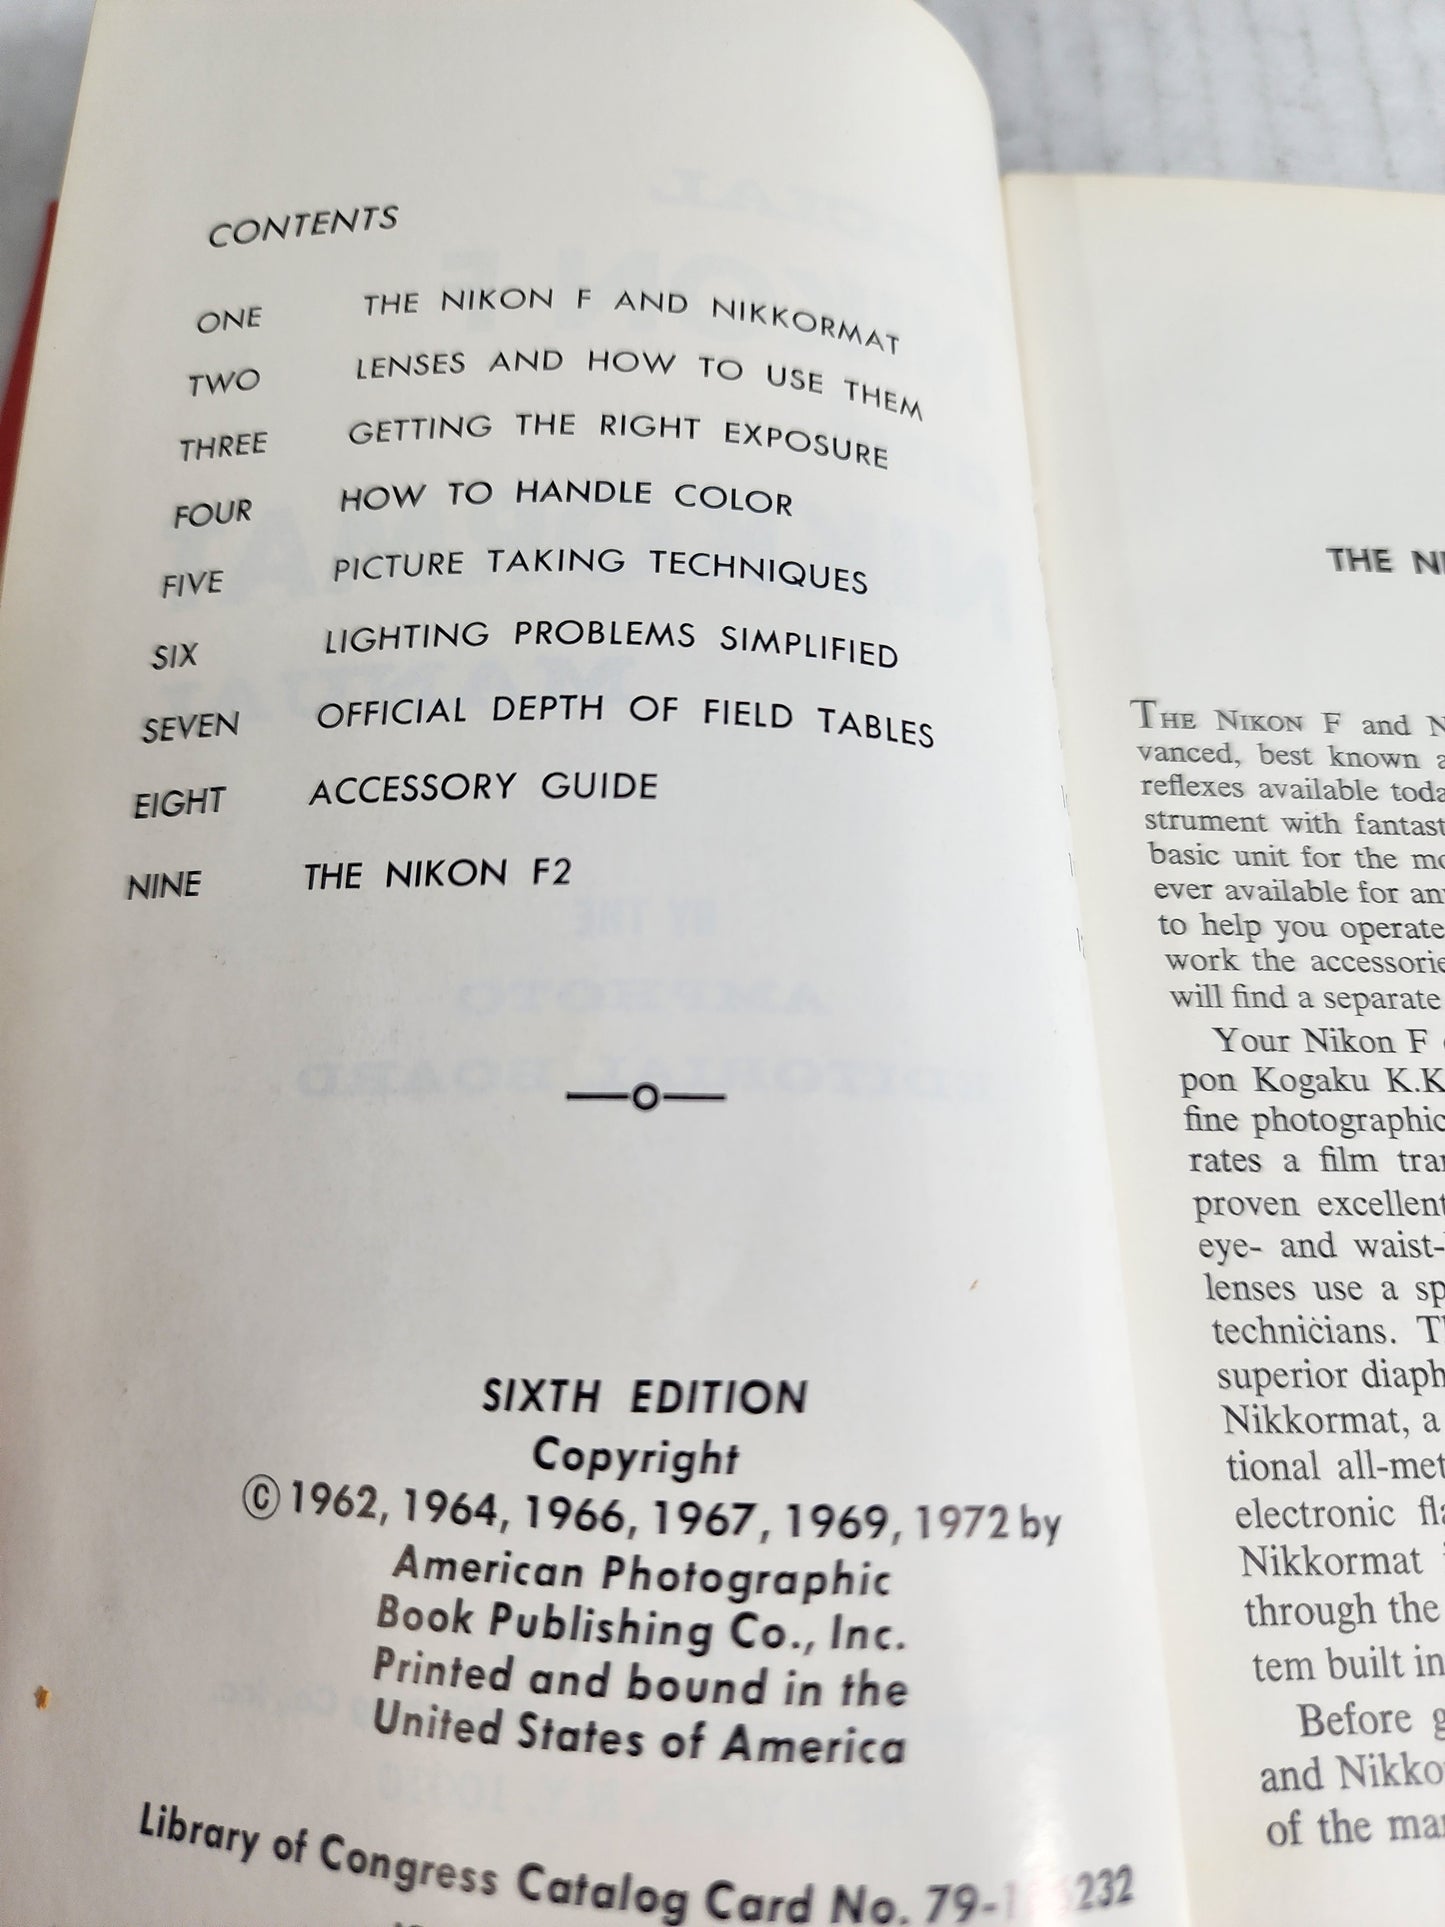 CONTENTS
ONE THE NIKON F AND NIKKORMAT
TWO LENSES AND HOW TO USE THEM
THREE GETTING THE RIGHT EXPOSURE
FOUR HOW TO HANDLE COLOR
FIVE PICTURE TAKING TECHNIQUES
SIX LIGHTING PROBLEMS SIMPLIFIED
SEVEN OFFICIAL DEPTH OF FIELD TABLES
EIGHT ACCESSORY GUIDE
NINE THE NIKON F2
SIXTH EDITION
Copyright
© 1962, 1964, 1966, 1967, 1969, 1972 by
American Photographic
Book Publishing Co., Inc.
Printed and bound in the
United States of America
Library of Congress Catalog Card No.
THE
THE NIKON F and
vanced, best known
reflexes available
strument with
basic unit for the
ever available for
to help you operate
work the accessories
will find a separate
Your Nikon F
pon Kogaku K.K
fine photographic
rates a film
proven excellent
eye- and waist-
lenses use a
technicians.
superior
Nikkormat, a
tional
electronic
Nikkormat
through the
tem built in
Before
and
of the